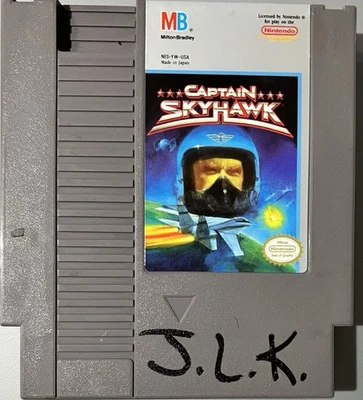 MB®
Milton Bradley
Licensed by Nintendo®
for play on the
Nintendo
NES-YW-USA
Made in Japan
CAPTAIN
SKYHAWK
Official
Nintendo
Seal of Quality
J.L.K.